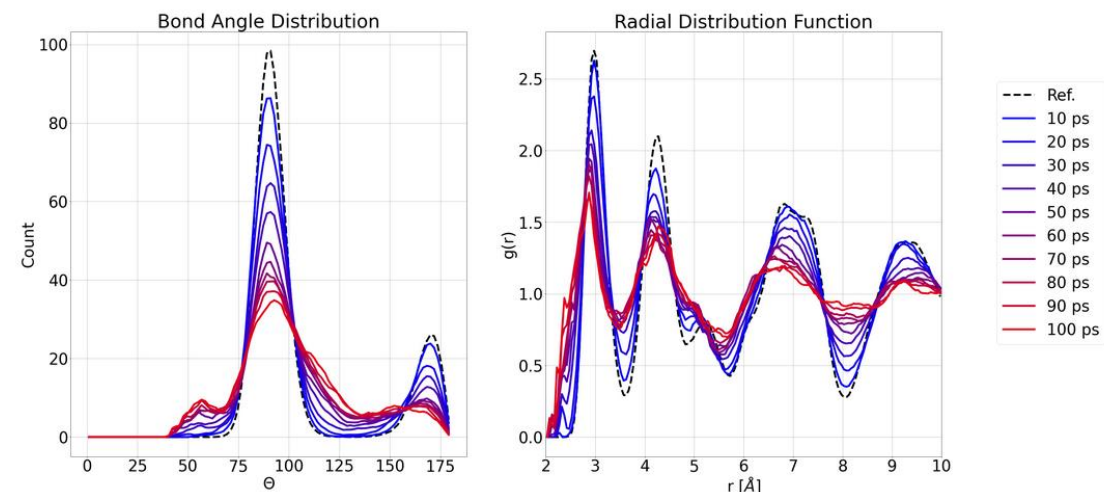 Bond Angle Distribution
Count
100
80
60
40
20
0
0 25 50 75 100 125 150 175
Θ
Radial Distribution Function
g(r)
2.5
2.0
1.5
1.0
0.5
0.0
2 3 4 5 6 7 8 9 10
r [Å]
Ref.
10 ps
20 ps
30 ps
40 ps
50 ps
60 ps
70 ps
80 ps
90 ps
100 ps